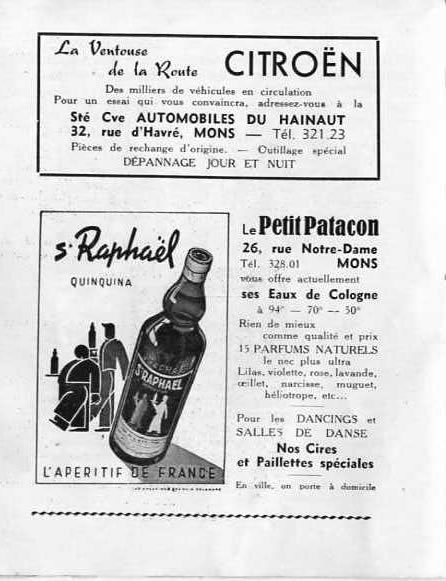 La Ventouse
de la Route
CITROËN
Des milliers de véhicules en circulation
Pour un essai qui vous convaincra, adressez-vous à la
Sté Cve AUTOMOBILES DU HAINAUT
32, rue d'Havré, MONS — Tél. 321.23
Pièces de rechange d'origine. — Outillage spécial
DÉPANNAGE JOUR ET NUIT
St Raphaël
QUINQUINA
St RAPHAEL
L'APERITIF DE FRANCE
Le Petit Patacon
26, rue Notre-Dame
Tél. 328.01 MONS
vous offre actuellement
ses Eaux de Cologne
à 94° — 70° — 50°
Rien de mieux
comme qualité et prix
15 PARFUMS NATURELS
le nec plus ultra
Lilas, violette, rose, lavande,
œillet, narcisse, muguet,
héliotrope, etc...
Pour les DANCINGS et
SALLES DE DANSE
Nos Cires
et Paillettes spéciales
En ville, on porte à domicile